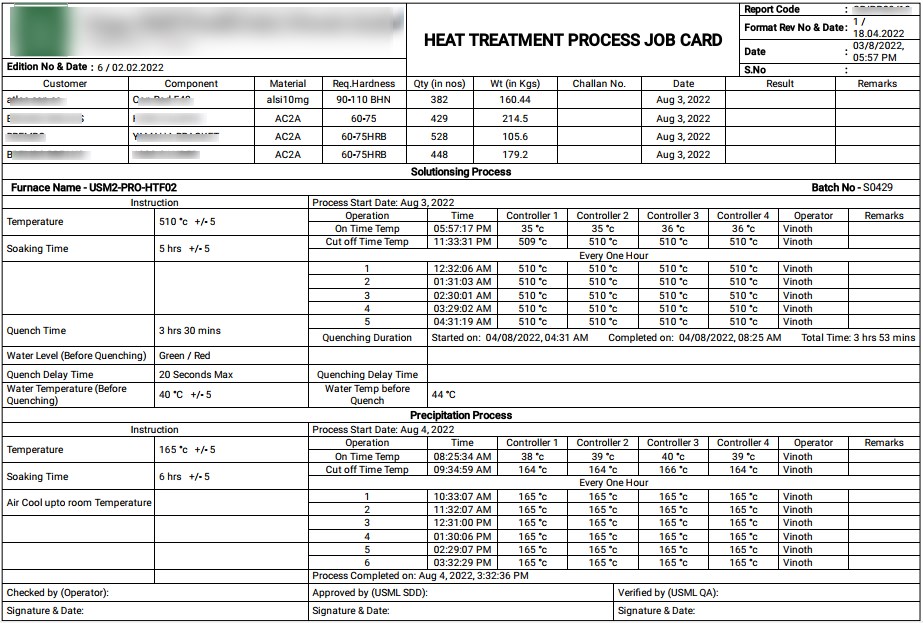 HEAT TREATMENT PROCESS JOB CARD
Report Code :
Format Rev No & Date: 1 / 18.04.2022
Date : 03/8/2022, 05:57 PM
S.No :
Edition No & Date : 6 / 02.02.2022
Customer Component Material Req.Hardness Qty (in nos) Wt (in Kgs) Challan No. Date Result Remarks
alsi10mg 90-110 BHN 382 160.44 Aug 3, 2022
AC2A 60-75 429 214.5 Aug 3, 2022
AC2A 60-75HRB 528 105.6 Aug 3, 2022
AC2A 60-75HRB 448 179.2 Aug 3, 2022
Solutionsing Process
Furnace Name - USM2-PRO-HTF02 Batch No - S0429
Instruction Process Start Date: Aug 3, 2022
Temperature 510 °c +/- 5
Operation Time Controller 1 Controller 2 Controller 3 Controller 4 Operator Remarks
On Time Temp 05:57:17 PM 35 °c 35 °c 36 °c 36 °c Vinoth
Soaking Time 5 hrs +/- 5
Cut off Time Temp 11:33:31 PM 509 °c 510 °c 510 °c 510 °c Vinoth
Every One Hour
1 12:32:06 AM 510 °c 510 °c 510 °c 510 °c Vinoth
2 01:31:03 AM 510 °c 510 °c 510 °c 510 °c Vinoth
3 02:30:01 AM 510 °c 510 °c 510 °c 510 °c Vinoth
4 03:29:02 AM 510 °c 510 °c 510 °c 510 °c Vinoth
5 04:31:19 AM 510 °c 510 °c 510 °c 510 °c Vinoth
Quench Time 3 hrs 30 mins
Quenching Duration Started on: 04/08/2022, 04:31 AM Completed on: 04/08/2022, 08:25 AM Total Time: 3 hrs 53 mins
Water Level (Before Quenching) Green / Red
Quench Delay Time 20 Seconds Max Quenching Delay Time
Water Temperature (Before Quenching) 40 °C +/- 5 Water Temp before Quench 44 °C
Precipitation Process
Instruction Process Start Date: Aug 4, 2022
Temperature 165 °c +/- 5
Operation Time Controller 1 Controller 2 Controller 3 Controller 4 Operator Remarks
On Time Temp 08:25:34 AM 38 °c 39 °c 40 °c 39 °c Vinoth
Soaking Time 6 hrs +/- 5
Cut off Time Temp 09:34:59 AM 164 °c 164 °c 166 °c 164 °c Vinoth
Every One Hour
Air Cool upto room Temperature
1 10:33:07 AM 165 °c 165 °c 165 °c 165 °c Vinoth
2 11:32:07 AM 165 °c 165 °c 165 °c 165 °c Vinoth
3 12:31:00 PM 165 °c 165 °c 165 °c 165 °c Vinoth
4 01:30:06 PM 165 °c 165 °c 165 °c 165 °c Vinoth
5 02:29:07 PM 165 °c 165 °c 165 °c 165 °c Vinoth
6 03:32:29 PM 165 °c 165 °c 165 °c 165 °c Vinoth
Process Completed on: Aug 4, 2022, 3:32:36 PM
Checked by (Operator): Approved by (USML SDD): Verified by (USML QA):
Signature & Date: Signature & Date: Signature & Date: